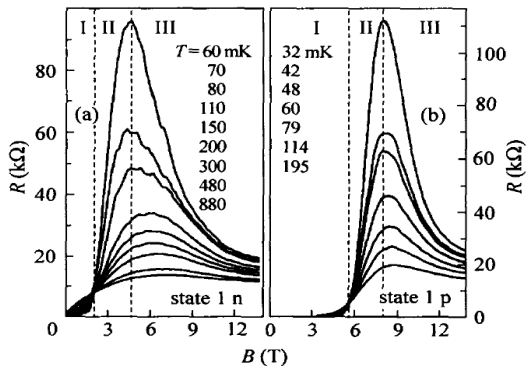 I II III
T = 60 mK
70
80
110
150
200
300
480
880
(a)
80
60
40
20
R (kΩ)
state 1 n
0 3 6 9 12
I II III
32 mK
42
48
60
79
114
195
(b)
100
80
60
40
20
0
R (kΩ)
state 1 p
6 9 12
B (T)